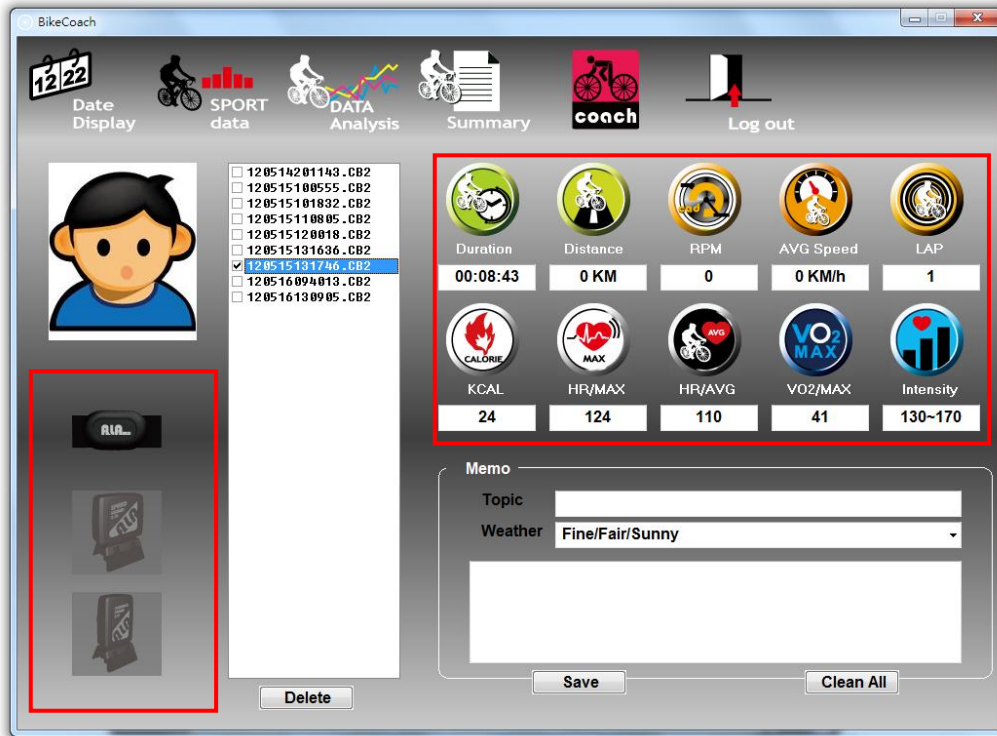 BikeCoach
12 22
Date
Display
SPORT
data
DATA
Analysis
Summary
coach
Log out
120514201143.CB2
120515100555.CB2
120515101832.CB2
120515110805.CB2
120515120018.CB2
120515131636.CB2
120515131746.CB2
120516094013.CB2
120516130905.CB2
Delete
cad
Duration
Distance
RPM
AVG Speed
LAP
00:08:43
0 KM
0
0 KM/h
1
CALORIE
MAX
AVG
VO2
MAX
KCAL
HR/MAX
HR/AVG
VO2/MAX
Intensity
24
124
110
41
130~170
Memo
Topic
Weather
Fine/Fair/Sunny
Save
Clean All